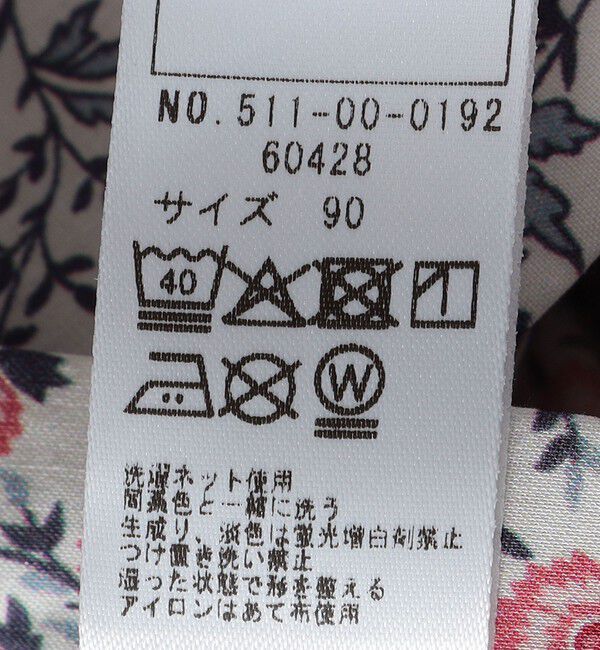 NO. 511-00-0192
60428
サイズ 90
40
W
洗濯ネット使用
同系色と一緒に洗う
生成り、淡色は蛍光増白剤禁止
つけ置き洗い禁止
湿った状態で形を整える
アイロンはあて布使用